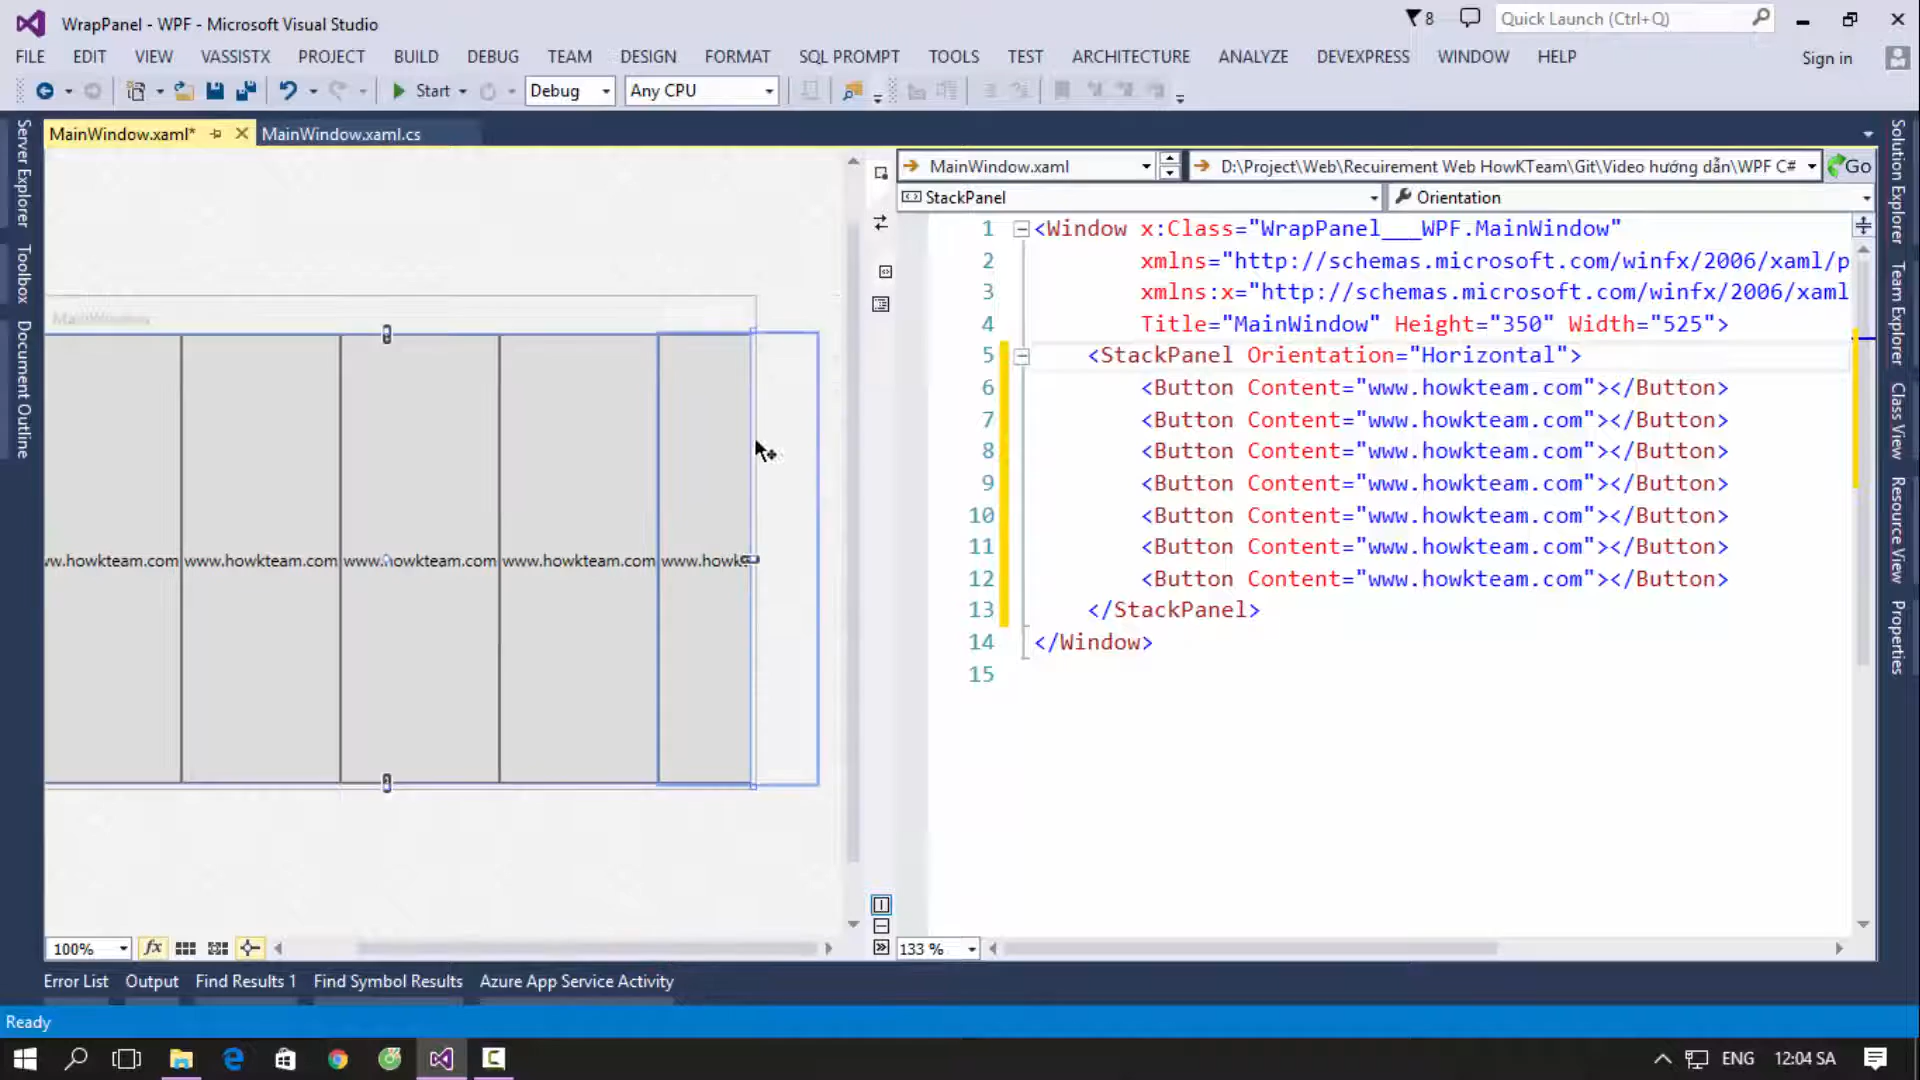 WrapPanel - WPF - Microsoft Visual Studio
8
Quick Launch (Ctrl+Q)
FILE EDIT VIEW VASSISTX PROJECT BUILD DEBUG TEAM DESIGN FORMAT SQL PROMPT TOOLS TEST ARCHITECTURE ANALYZE DEVEXPRESS WINDOW HELP Sign in
Start Debug Any CPU
MainWindow.xaml* MainWindow.xaml.cs
Server Explorer
Toolbox
Document Outline
MainWindow.xaml D:\Project\Web\Recuirement Web HowKTeam\Git\Video hướng dẫn\WPF C# Go
StackPanel Orientation
MainWindow
w.howkteam.com www.howkteam.com www.howkteam.com www.howkteam.com www.howk
1 <Window x:Class="WrapPanel___WPF.MainWindow"
2 xmlns="http://schemas.microsoft.com/winfx/2006/xaml/p
3 xmlns:x="http://schemas.microsoft.com/winfx/2006/xaml
4 Title="MainWindow" Height="350" Width="525">
5 <StackPanel Orientation="Horizontal">
6 <Button Content="www.howkteam.com"></Button>
7 <Button Content="www.howkteam.com"></Button>
8 <Button Content="www.howkteam.com"></Button>
9 <Button Content="www.howkteam.com"></Button>
10 <Button Content="www.howkteam.com"></Button>
11 <Button Content="www.howkteam.com"></Button>
12 <Button Content="www.howkteam.com"></Button>
13 </StackPanel>
14 </Window>
15
Solution Explorer
Team Explorer
Class View
Resource View
Properties
100% fx 133 %
Error List Output Find Results 1 Find Symbol Results Azure App Service Activity
Ready
ENG 12:04 SA